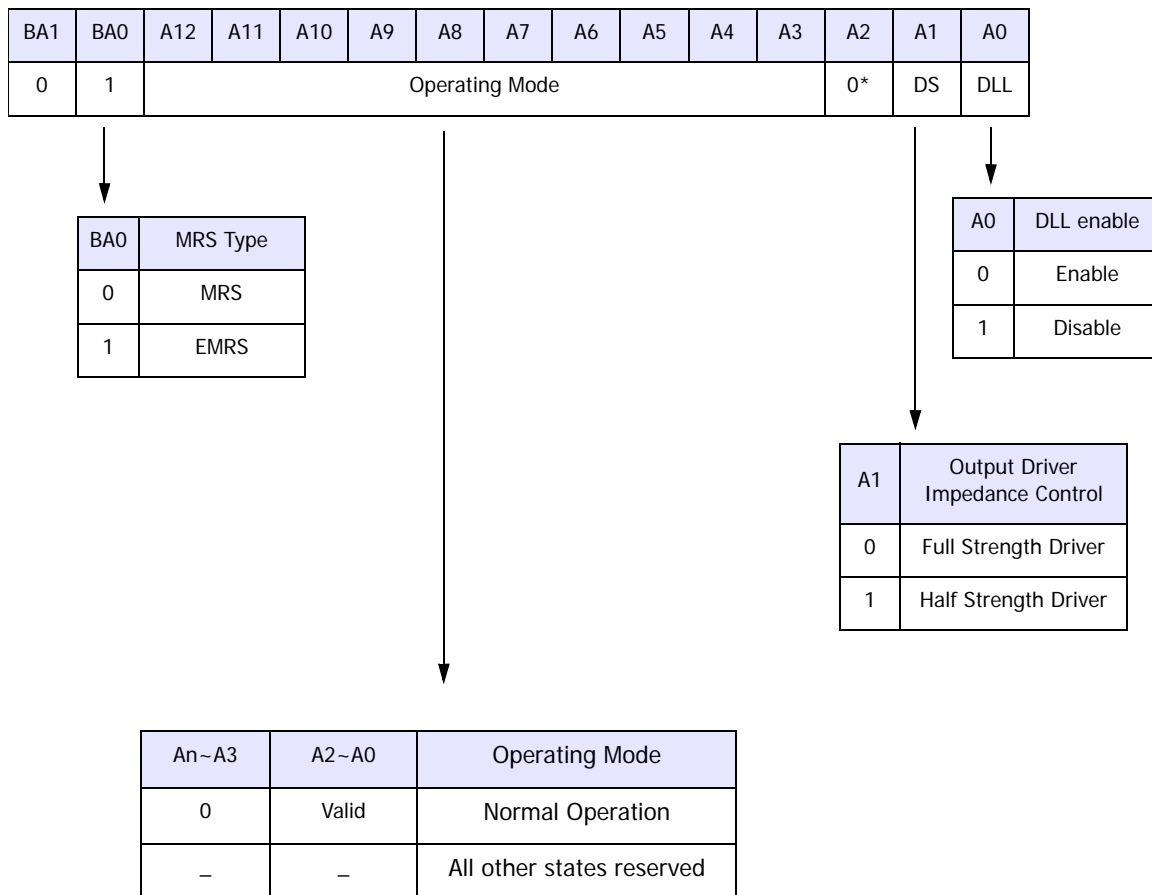 BA1 BA0 A12 A11 A10 A9 A8 A7 A6 A5 A4 A3 A2 A1 A0
0 1 Operating Mode 0* DS DLL
BA0 MRS Type
0 MRS
1 EMRS
A0 DLL enable
0 Enable
1 Disable
A1 Output Driver
Impedance Control
0 Full Strength Driver
1 Half Strength Driver
An~A3 A2~A0 Operating Mode
0 Valid Normal Operation
_ _ All other states reserved